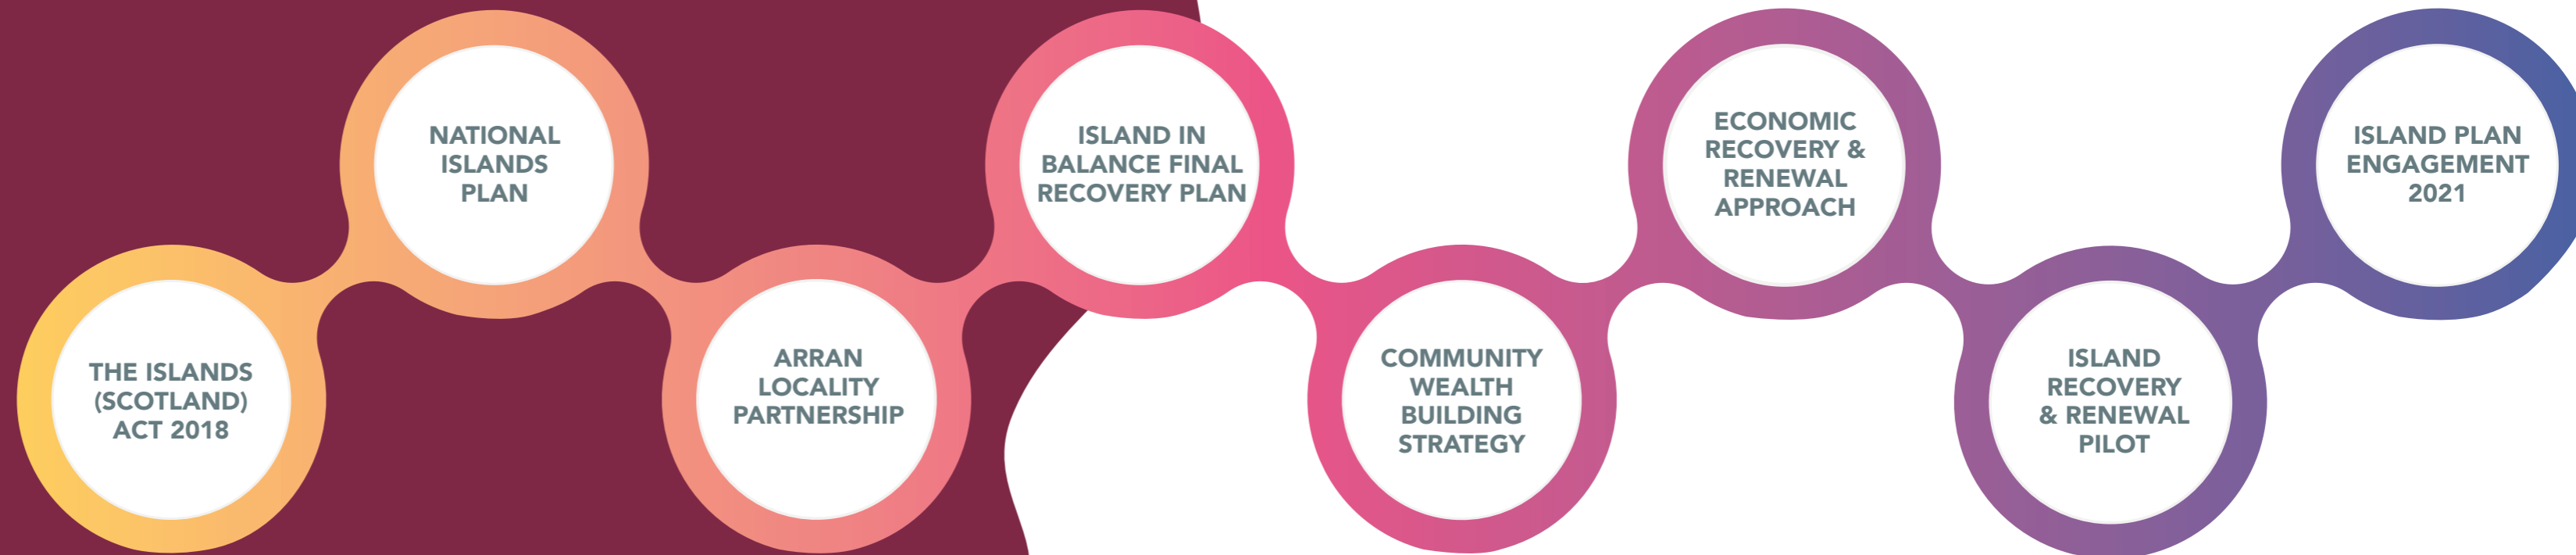 THE ISLANDS
(SCOTLAND)
ACT 2018
NATIONAL
ISLANDS
PLAN
ARRAN
LOCALITY
PARTNERSHIP
ISLAND IN
BALANCE FINAL
RECOVERY PLAN
COMMUNITY
WEALTH
BUILDING
STRATEGY
ECONOMIC
RECOVERY &
RENEWAL
APPROACH
ISLAND
RECOVERY
& RENEWAL
PILOT
ISLAND PLAN
ENGAGEMENT
2021